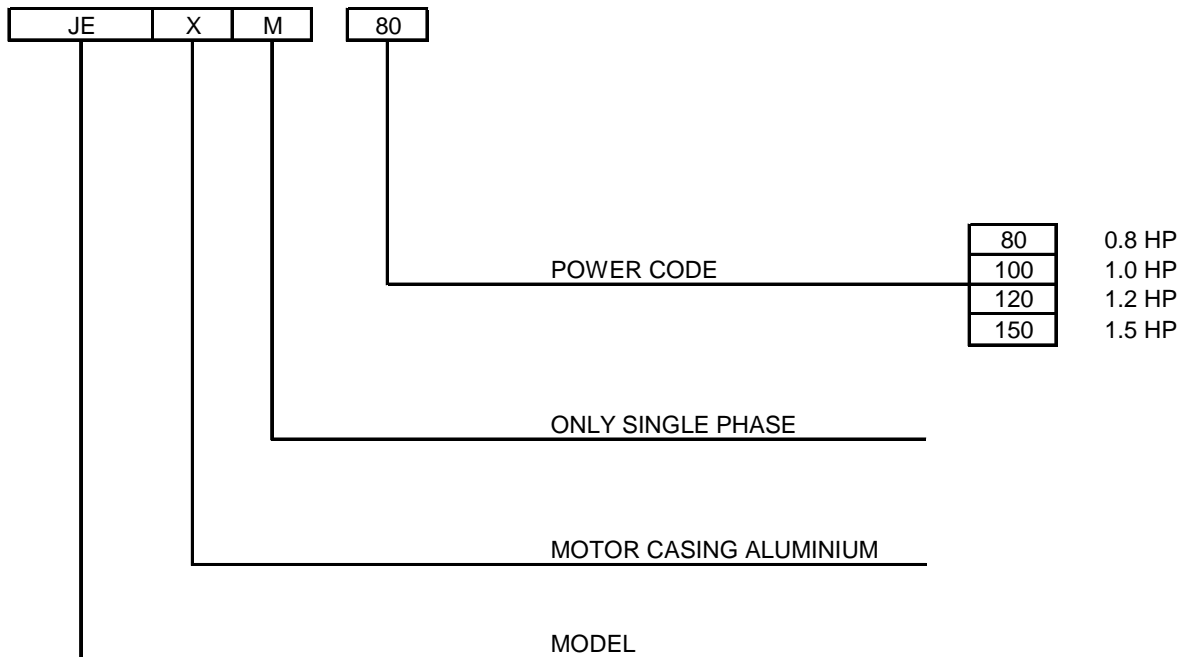 JE X M 80
80 0.8 HP
POWER CODE 100 1.0 HP
120 1.2 HP
150 1.5 HP
ONLY SINGLE PHASE
MOTOR CASING ALUMINIUM
MODEL